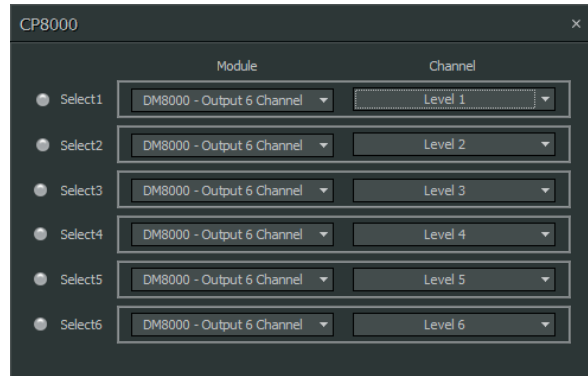 CP8000
Module Channel
Select1 DM8000 - Output 6 Channel Level 1
Select2 DM8000 - Output 6 Channel Level 2
Select3 DM8000 - Output 6 Channel Level 3
Select4 DM8000 - Output 6 Channel Level 4
Select5 DM8000 - Output 6 Channel Level 5
Select6 DM8000 - Output 6 Channel Level 6